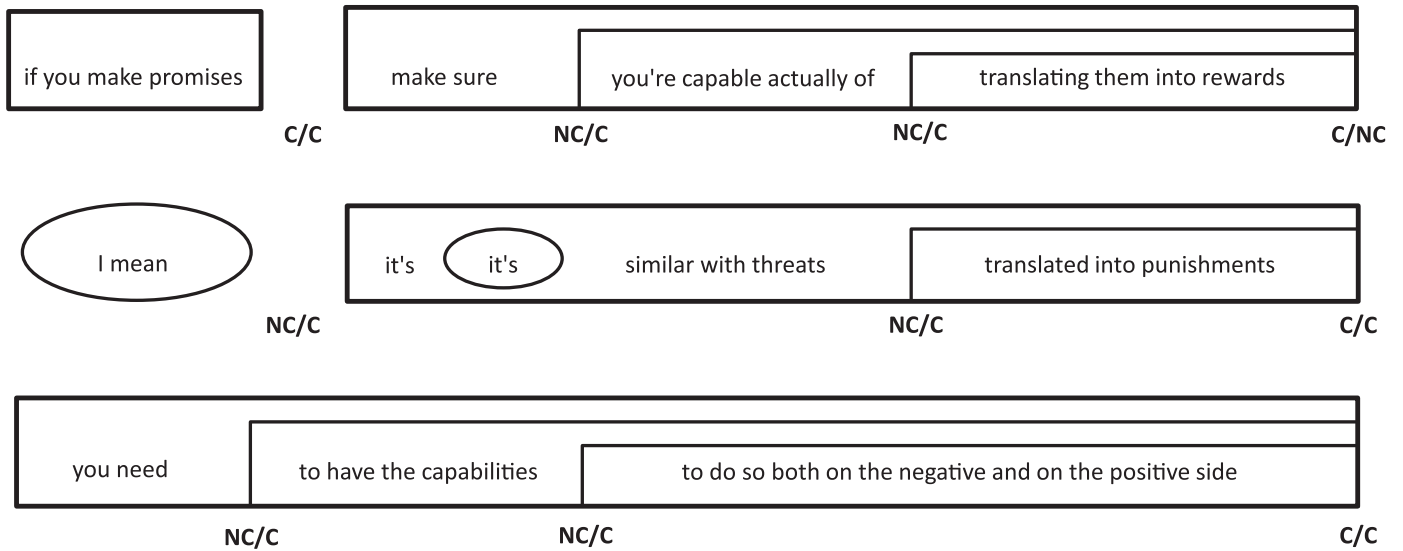 if you make promises make sure you're capable actually of translating them into rewards
C/C NC/C NC/C C/NC
I mean it's it's similar with threats translated into punishments
NC/C NC/C C/C
you need to have the capabilities to do so both on the negative and on the positive side
NC/C NC/C C/C